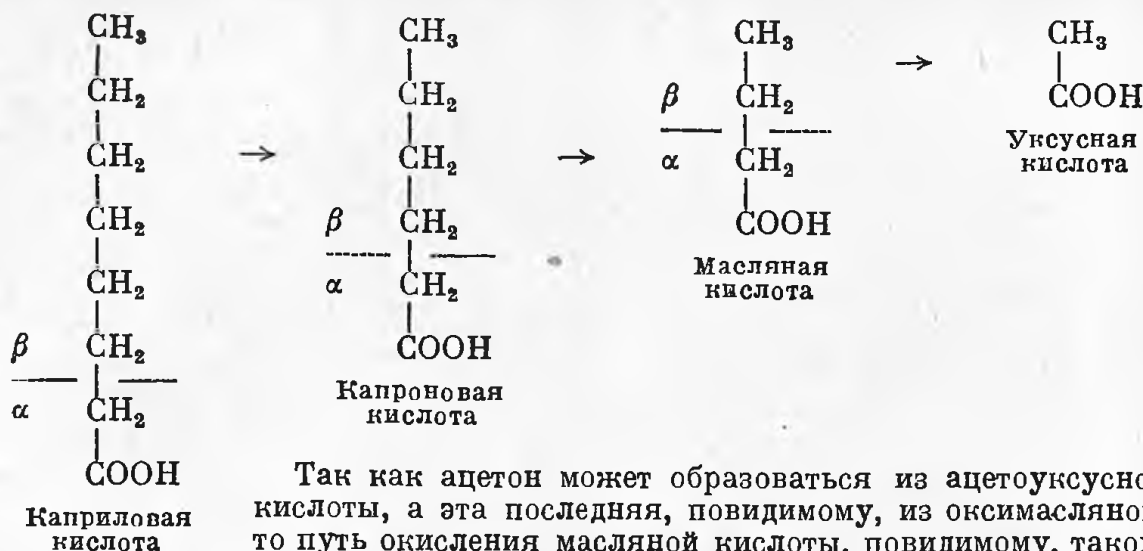 CH₃
CH₂
CH₂
CH₂
CH₂
β CH₂
α CH₂
COOH
Каприловая
кислота
→
CH₃
CH₂
CH₂
β CH₂
α CH₂
COOH
Капроновая
кислота
→
CH₃
β CH₂
α CH₂
COOH
Масляная
кислота
→
CH₃
COOH
Уксусная
кислота
Так как ацетон может образоваться из ацетоуксусно
кислоты, а эта последняя, повидимому, из оксимасляной
то путь окисления масляной кислоты, повидимому, таков